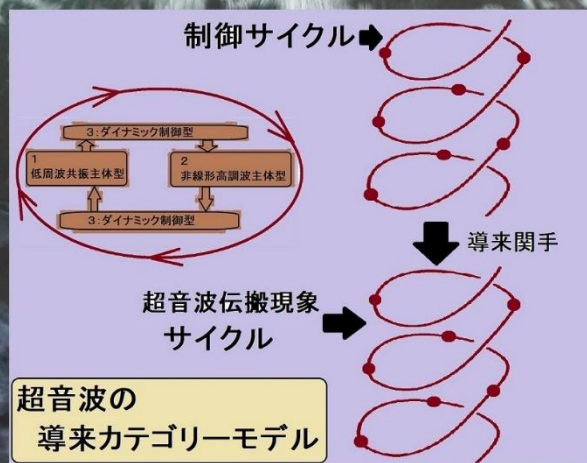 制御サイクル
3:ダイナミック制御型
1
低周波共振主体型
2
非線形高調波主体型
3:ダイナミック制御型
導来関手
超音波伝搬現象
サイクル
超音波の
導来カテゴリーモデル